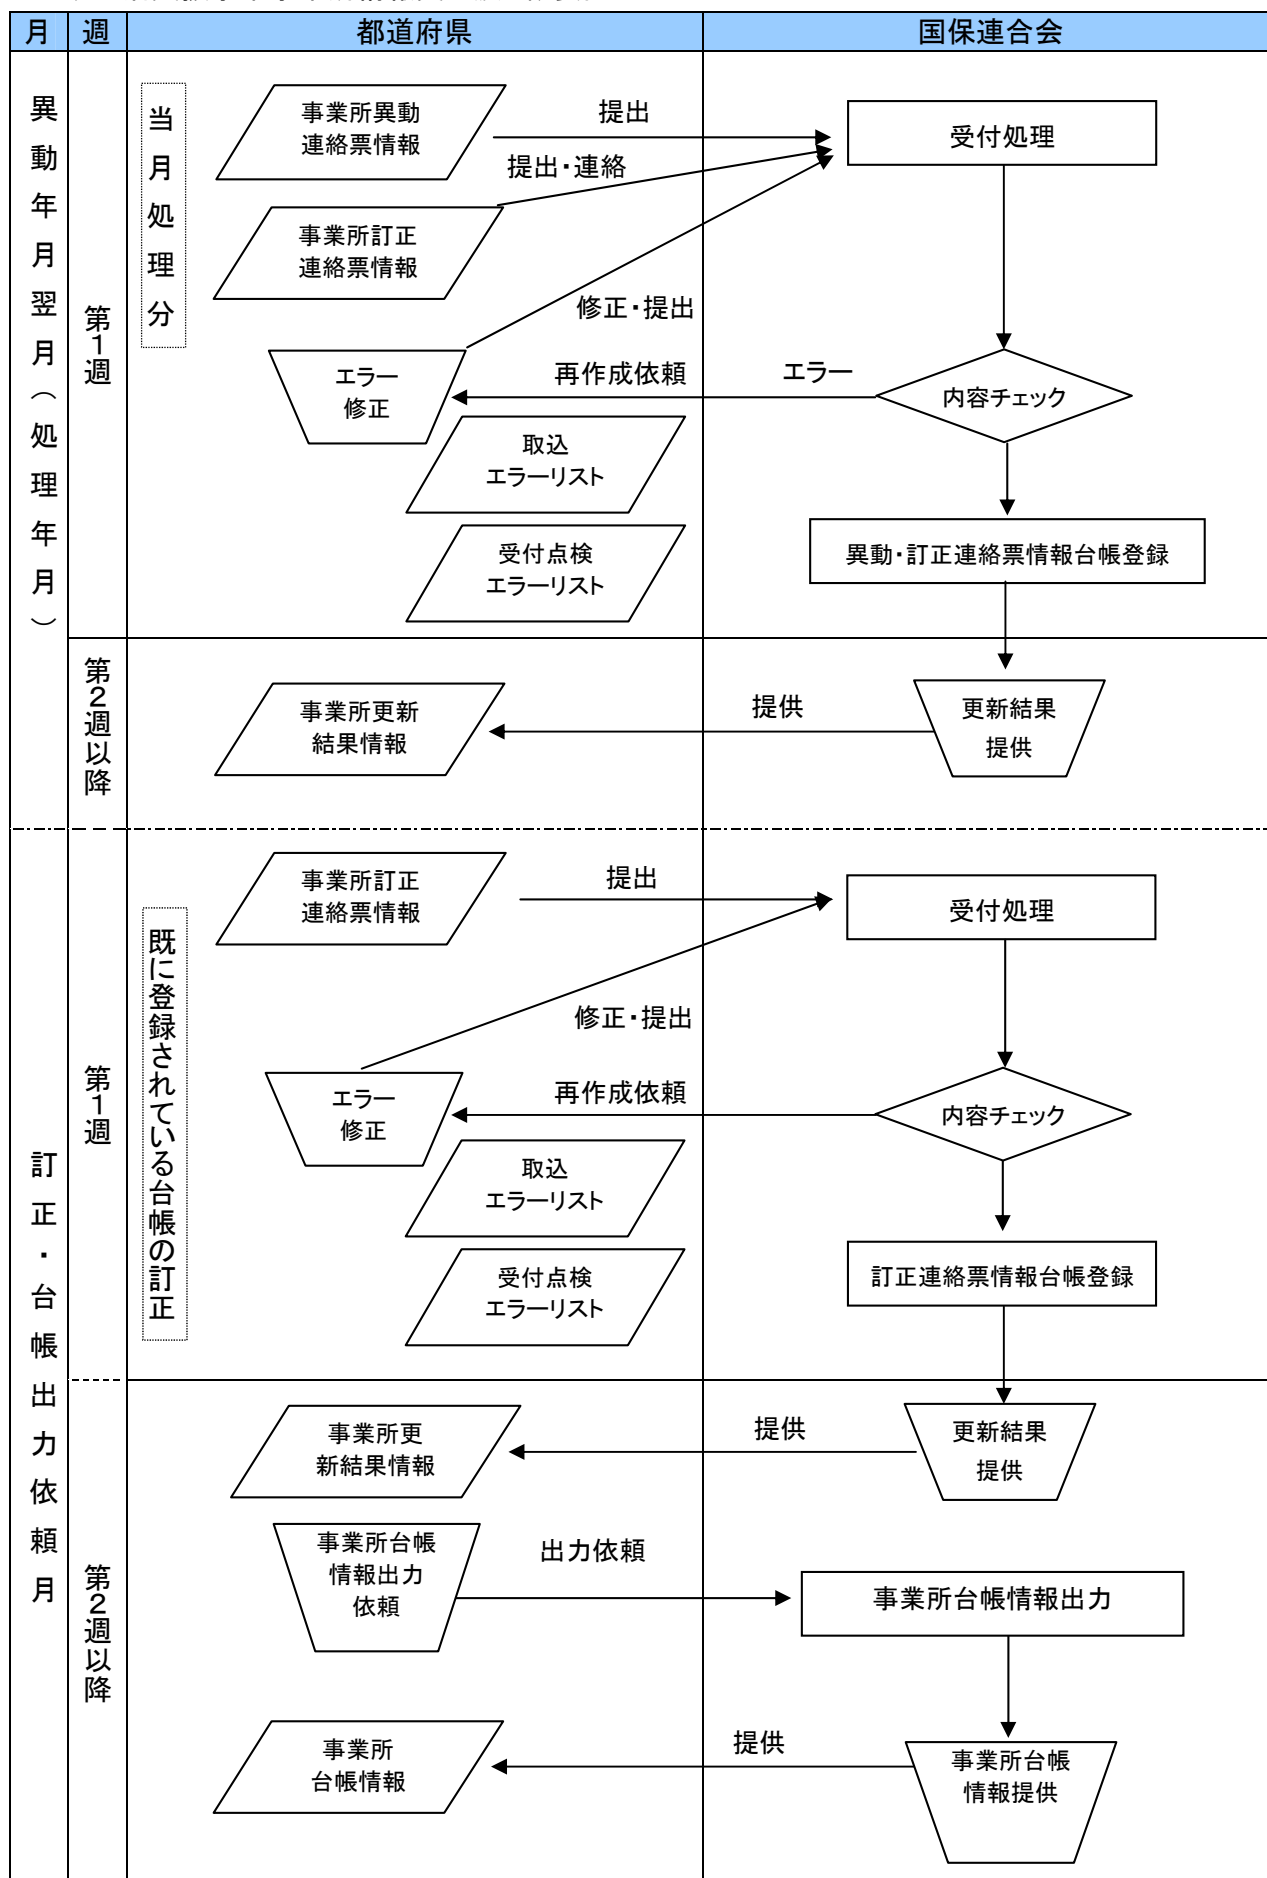 月
週
都道府県
国保連合会
異動年月翌月（処理年月）
第1週
当月処理分
事業所異動
連絡票情報
提出
受付処理
提出・連絡
事業所訂正
連絡票情報
修正・提出
エラー
修正
再作成依頼
エラー
内容チェック
取込
エラーリスト
受付点検
エラーリスト
異動・訂正連絡票情報台帳登録
第2週以降
事業所更新
結果情報
提供
更新結果
提供
訂正・台帳出力依頼月
第1週
既に登録されている台帳の訂正
事業所訂正
連絡票情報
提出
受付処理
修正・提出
エラー
修正
再作成依頼
内容チェック
取込
エラーリスト
受付点検
エラーリスト
訂正連絡票情報台帳登録
第2週以降
事業所更
新結果情報
提供
更新結果
提供
事業所台帳
情報出力
依頼
出力依頼
事業所台帳情報出力
事業所
台帳情報
提供
事業所台帳
情報提供